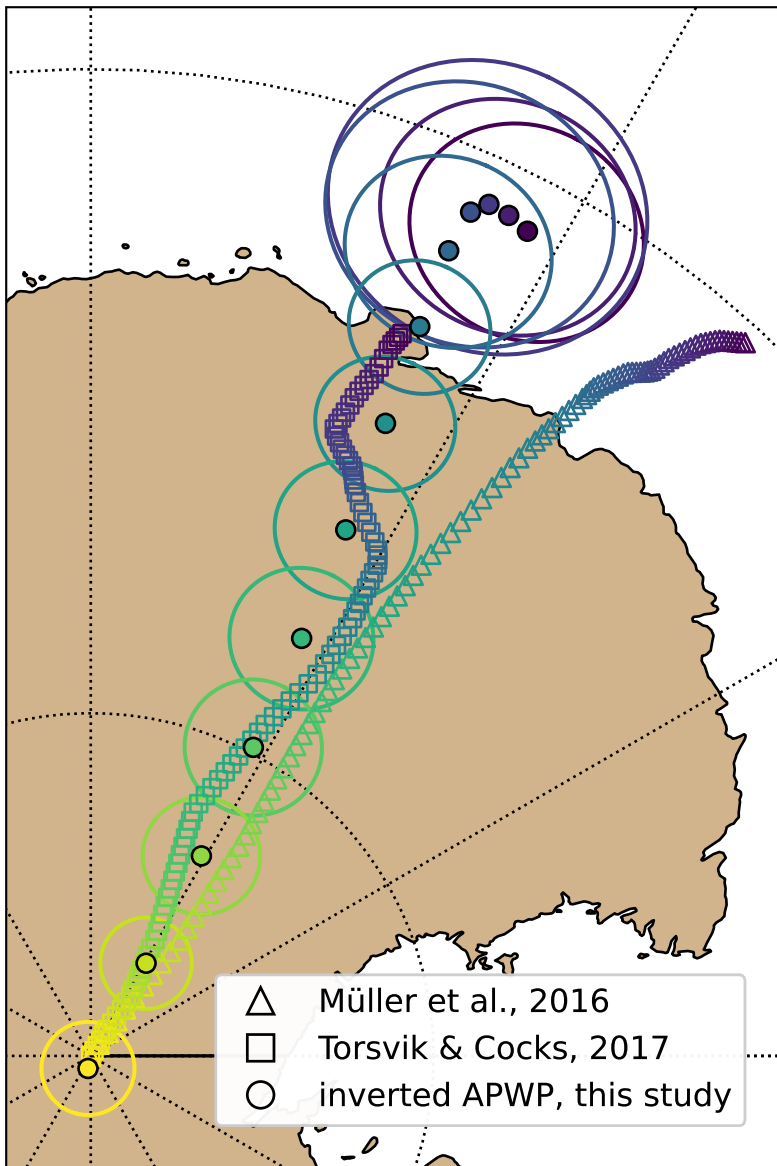 Müller et al., 2016
Torsvik & Cocks, 2017
inverted APWP, this study